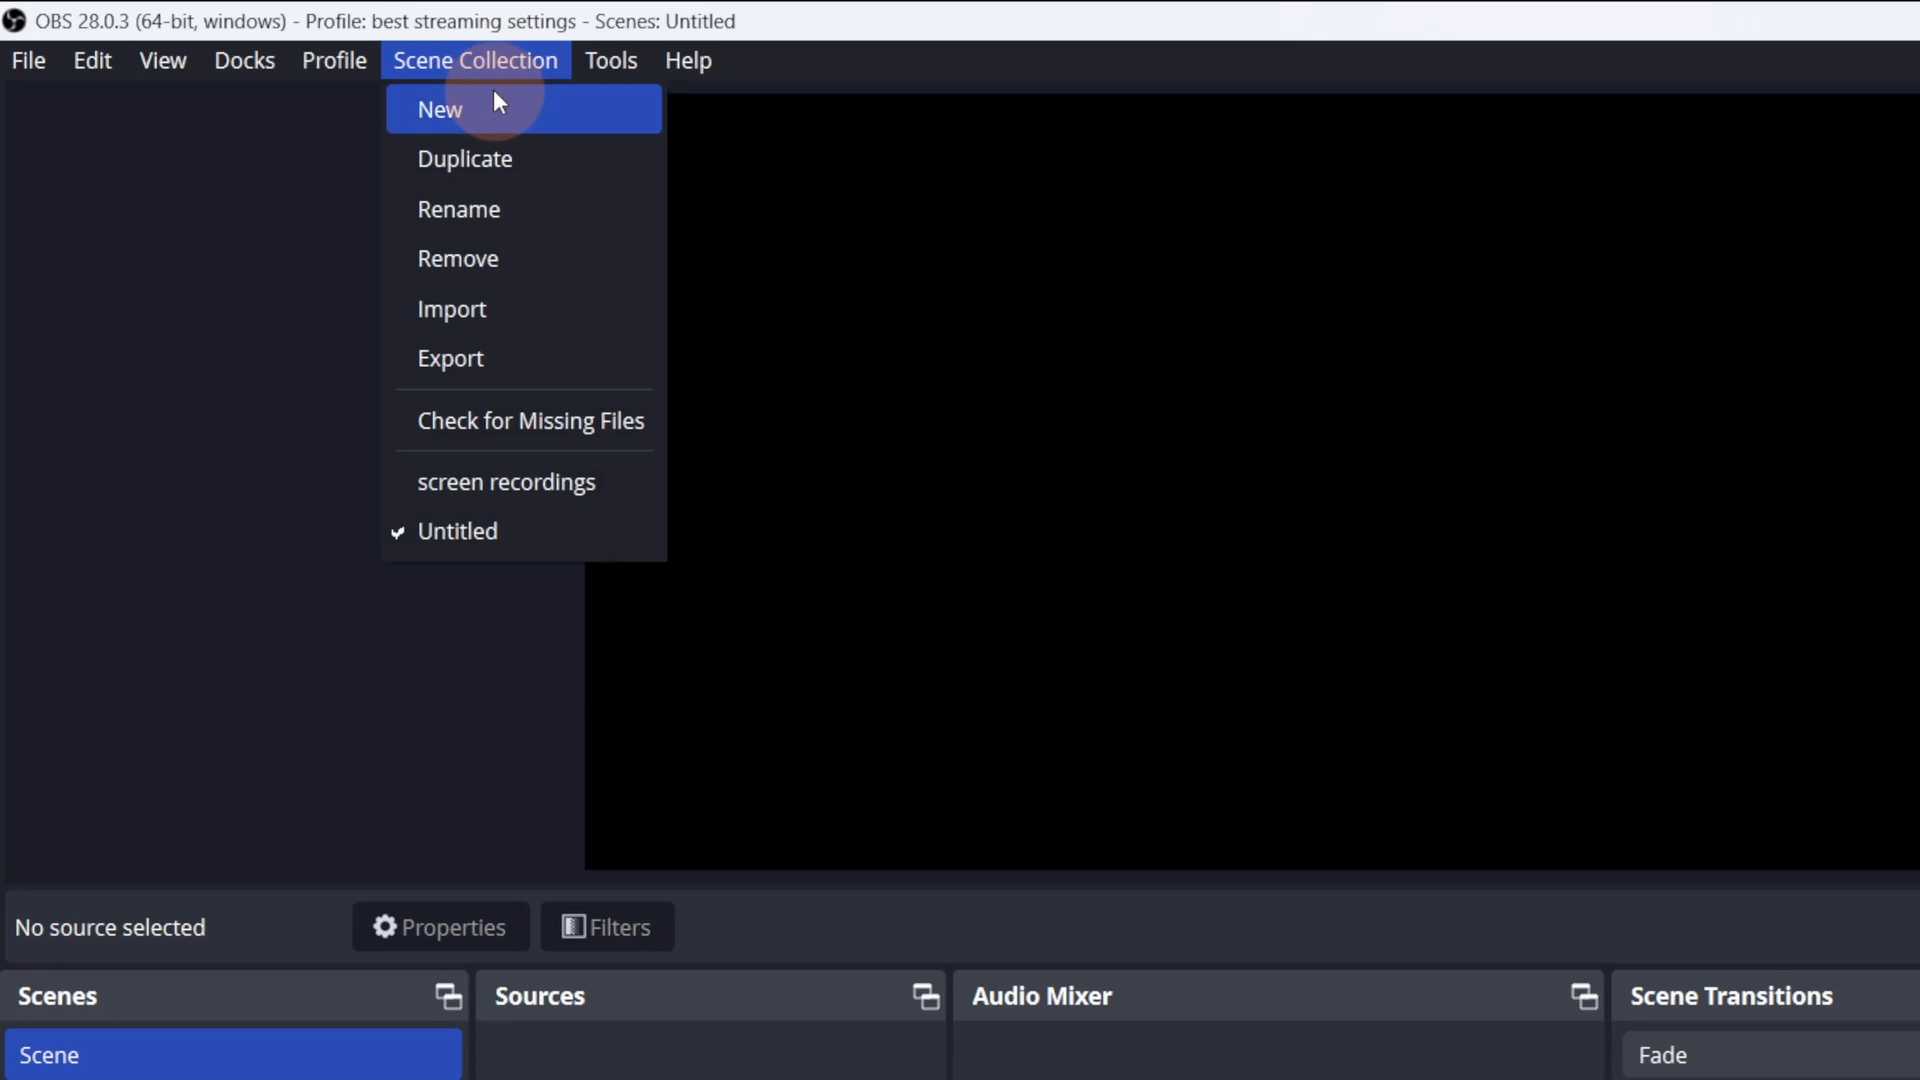 OBS 28.0.3 (64-bit, windows) - Profile: best streaming settings - Scenes: Untitled
File Edit View Docks Profile Scene Collection Tools Help
New
Duplicate
Rename
Remove
Import
Export
Check for Missing Files
screen recordings
Untitled
No source selected Properties Filters
Scenes Sources Audio Mixer Scene Transitions
Scene Fade